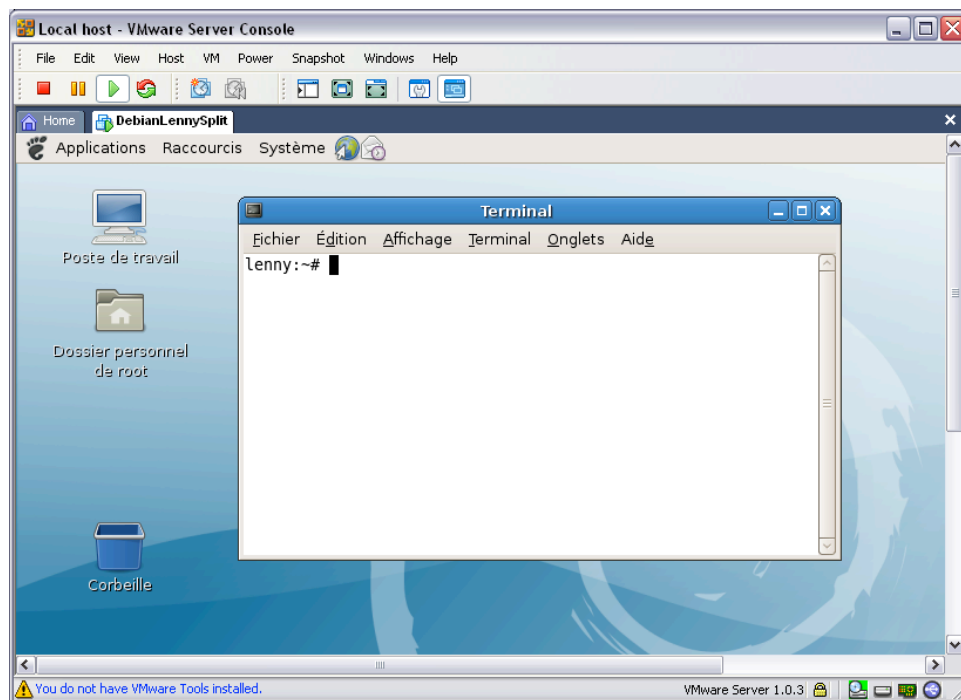 Local host - VMware Server Console
File Edit View Host VM Power Snapshot Windows Help
Home DebianLennySplit
Applications Raccourcis Système
Terminal
Fichier Édition Affichage Terminal Onglets Aide
lenny:~#
Poste de travail
Dossier personnel
de root
Corbeille
You do not have VMware Tools installed.
VMware Server 1.0.3